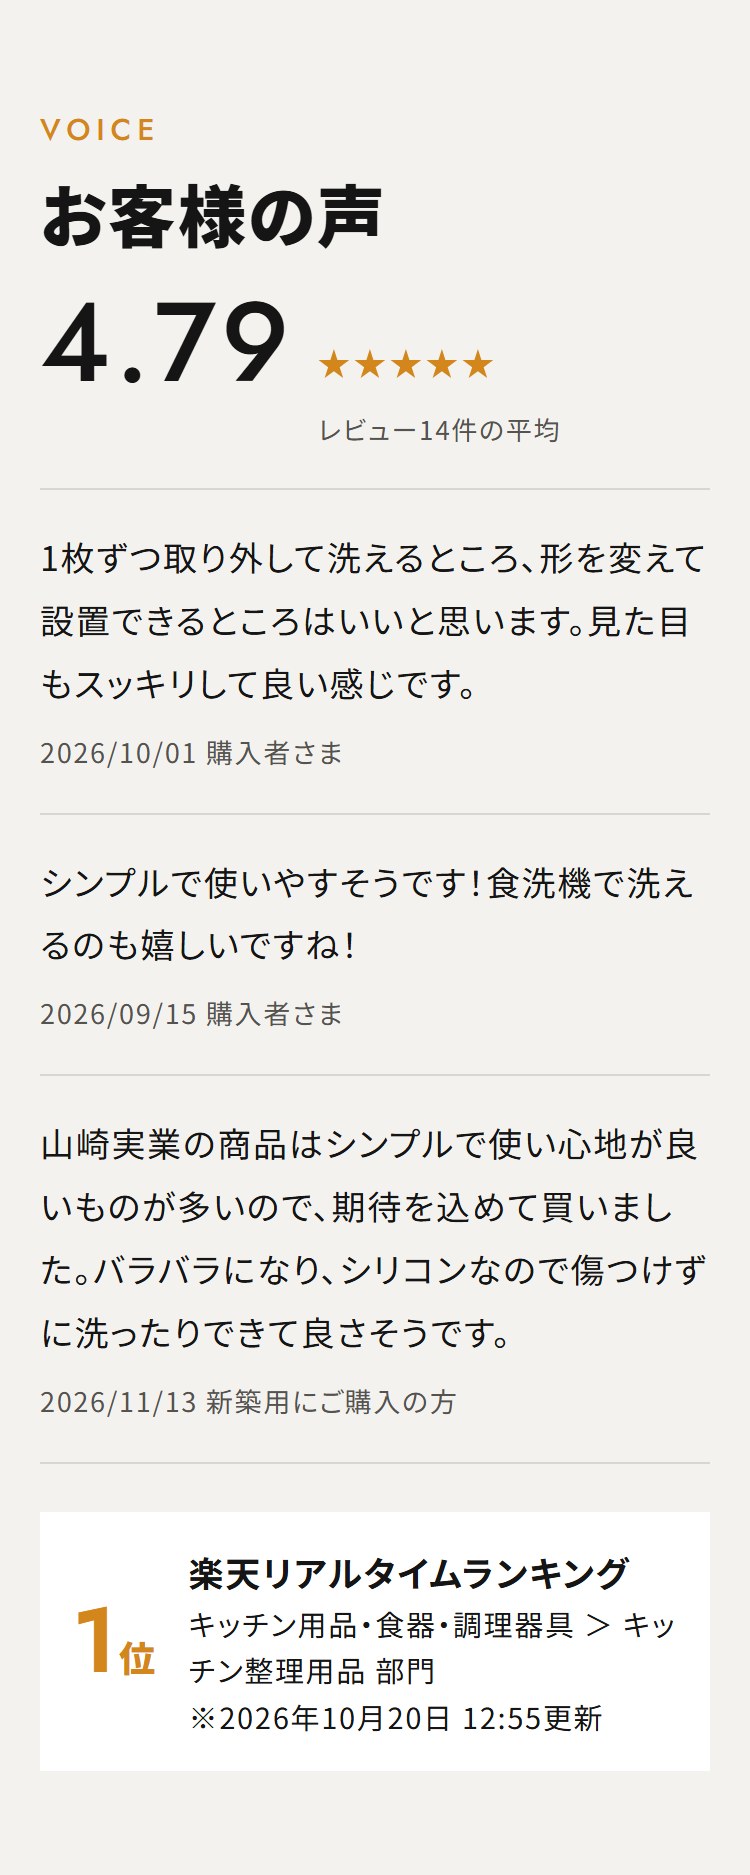 VOICE
お客様の声
4.79
★★★★★
レビュー14件の平均
1枚ずつ取り外して洗えるところ、形を変えて
設置できるところはいいと思います。見た目
もスッキリして良い感じです。
2026/10/01 購入者さま
シンプルで使いやすそうです！食洗機で洗え
るのも嬉しいですね！
2026/09/15 購入者さま
山崎実業の商品はシンプルで使い心地が良
いものが多いので、期待を込めて買いまし
た。バラバラになり、シリコンなので傷つけず
に洗ったりできて良さそうです。
2026/11/13 新築用にご購入の方
1位
楽天リアルタイムランキング
キッチン用品・食器・調理器具 ＞ キッ
チン整理用品 部門
※2026年10月20日 12:55更新